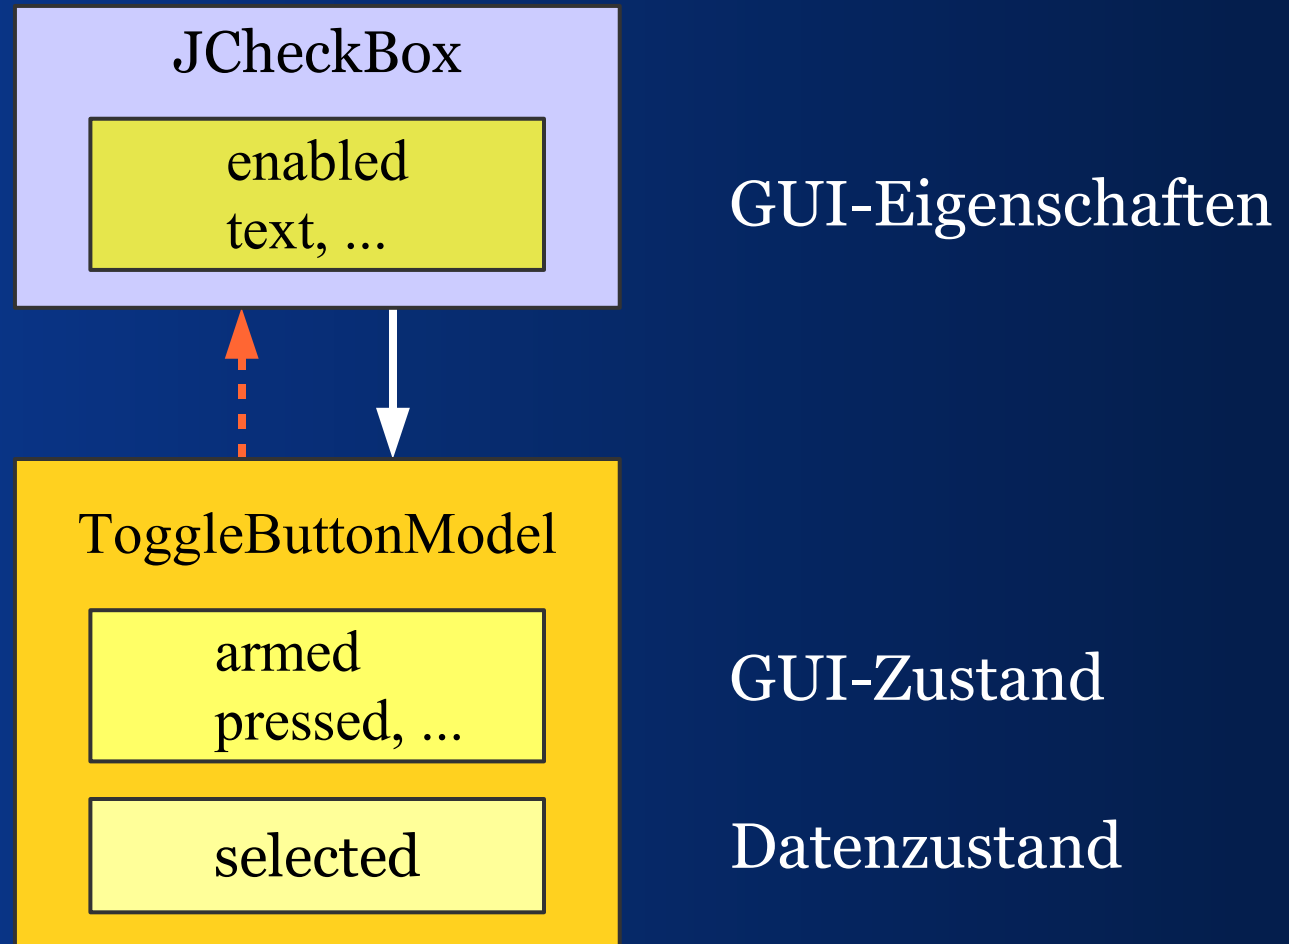 JCheckBox
enabled
text, ...
GUI-Eigenschaften
ToggleButtonModel
armed
pressed, ...
GUI-Zustand
selected
Datenzustand